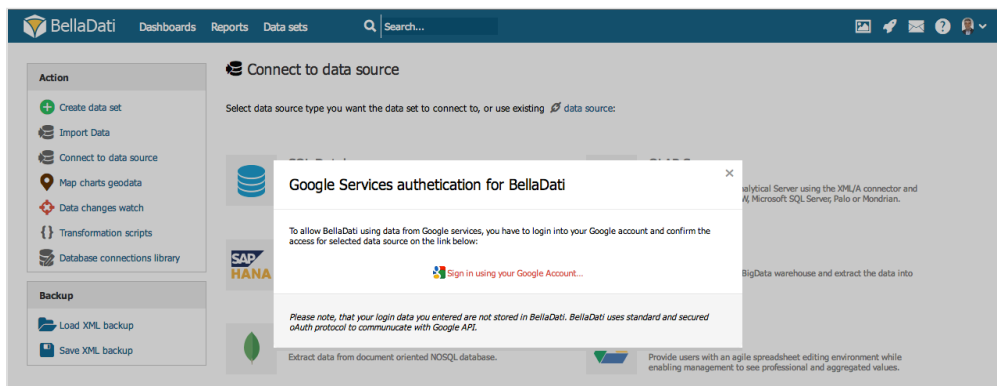 BellaDati Dashboards Reports Data sets Search...
Action
Create data set
Import Data
Connect to data source
Map charts geodata
Data changes watch
Transformation scripts
Database connections library
Backup
Load XML backup
Save XML backup
Connect to data source
Select data source type you want the data set to connect to, or use existing data source:
alytical Server using the XML/A connector and
W, Microsoft SQL Server, Palo or Mondrian.
SAP
HANA
BigData warehouse and extract the data into
Google Services authetication for BellaDati
To allow BellaDati using data from Google services, you have to login into your Google account and confirm the
access for selected data source on the link below:
Sign in using your Google Account...
Please note, that your login data you entered are not stored in BellaDati. BellaDati uses standard and secured
oAuth protocol to communucate with Google API.
Extract data from document oriented NOSQL database.
Provide users with an agile spreadsheet editing environment while
enabling management to see professional and aggregated values.